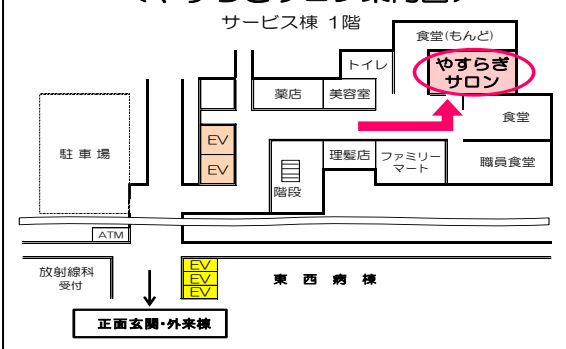 サービス棟 1階
食堂(もんど)
トイレ
やすらぎ
サロン
薬店
美容室
食堂
EV
EV
駐車場
理髪店
ファミリー
マート
職員食堂
階段
ATM
放射線科
受付
EV
EV
EV
東西病棟
正面玄関・外来棟